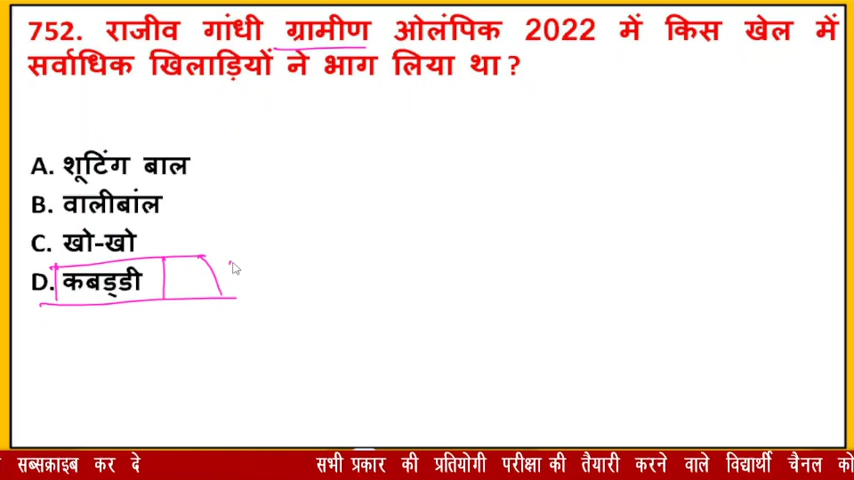 752. राजीव गांधी ग्रामीण ओलंपिक 2022 में किस खेल में
सर्वाधिक खिलाड़ियों ने भाग लिया था ?
A. शूटिंग बाल
B. वालीबांल
C. खो-खो
D. कबड्डी
सब्सक्राइब कर दे सभी प्रकार की प्रतियोगी परीक्षा की तैयारी करने वाले विद्यार्थी चैनल को